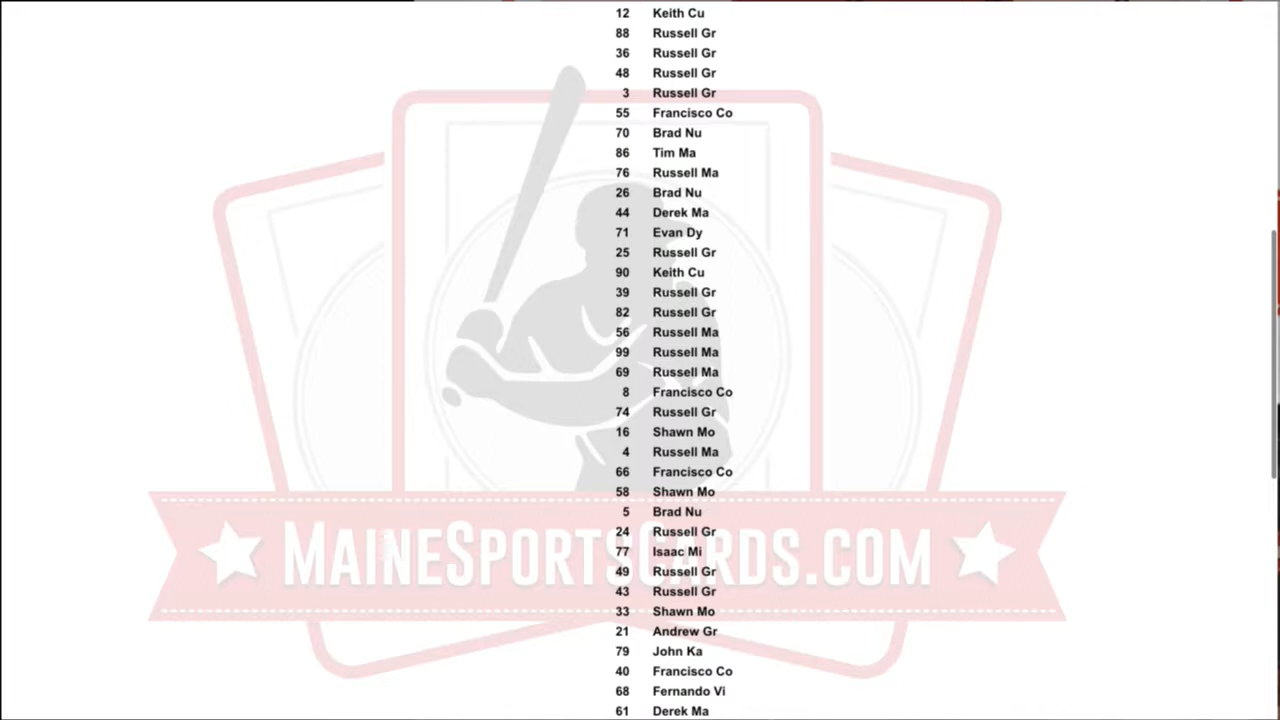 12 Keith Cu
88 Russell Gr
36 Russell Gr
48 Russell Gr
3 Russell Gr
55 Francisco Co
70 Brad Nu
86 Tim Ma
76 Russell Ma
26 Brad Nu
44 Derek Ma
71 Evan Dy
25 Russell Gr
90 Keith Cu
39 Russell Gr
82 Russell Gr
56 Russell Ma
99 Russell Ma
69 Russell Ma
8 Francisco Co
74 Russell Gr
16 Shawn Mo
4 Russell Ma
66 Francisco Co
58 Shawn Mo
5 Brad Nu
24 Russell Gr
77 Isaac Mi
49 Russell Gr
43 Russell Gr
33 Shawn Mo
21 Andrew Gr
79 John Ka
40 Francisco Co
68 Fernando Vi
61 Derek Ma
MAINESPORTSCARDS.COM